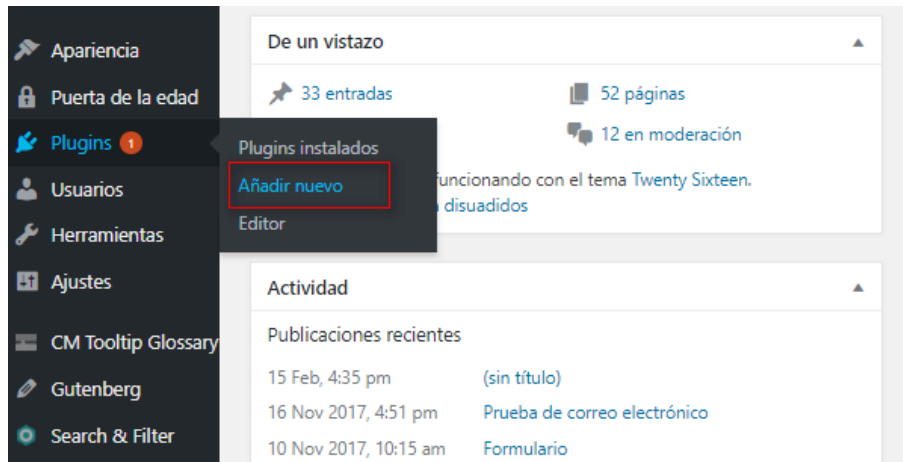 Apariencia
Puerta de la edad
Plugins 1
Usuarios
Herramientas
Ajustes
CM Tooltip Glossary
Gutenberg
Search & Filter
Plugins instalados
Añadir nuevo
Editor
De un vistazo
33 entradas
52 páginas
12 en moderación
funcionando con el tema Twenty Sixteen.
disuadidos
Actividad
Publicaciones recientes
15 Feb, 4:35 pm (sin título)
16 Nov 2017, 4:51 pm Prueba de correo electrónico
10 Nov 2017, 10:15 am Formulario